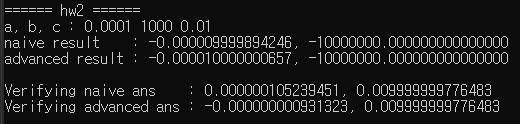 ====== hw2 ======
a, b, c : 0.0001 1000 0.01
naive result    : -0.000009999894246, -10000000.000000000000000
advanced result : -0.000010000000657, -10000000.000000000000000

Verifying naive ans    : 0.000000105239451, 0.009999999776483
Verifying advanced ans : -0.000000000931323, 0.009999999776483